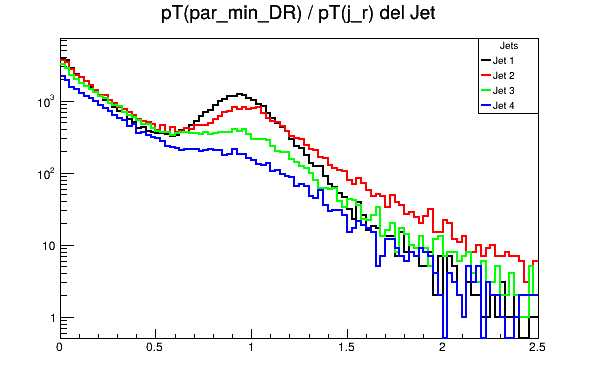 pT(par_min_DR) / pT(j_r) del Jet
Jets
Jet 1
Jet 2
Jet 3
Jet 4
10³
10²
10
1
0 0.5 1 1.5 2 2.5